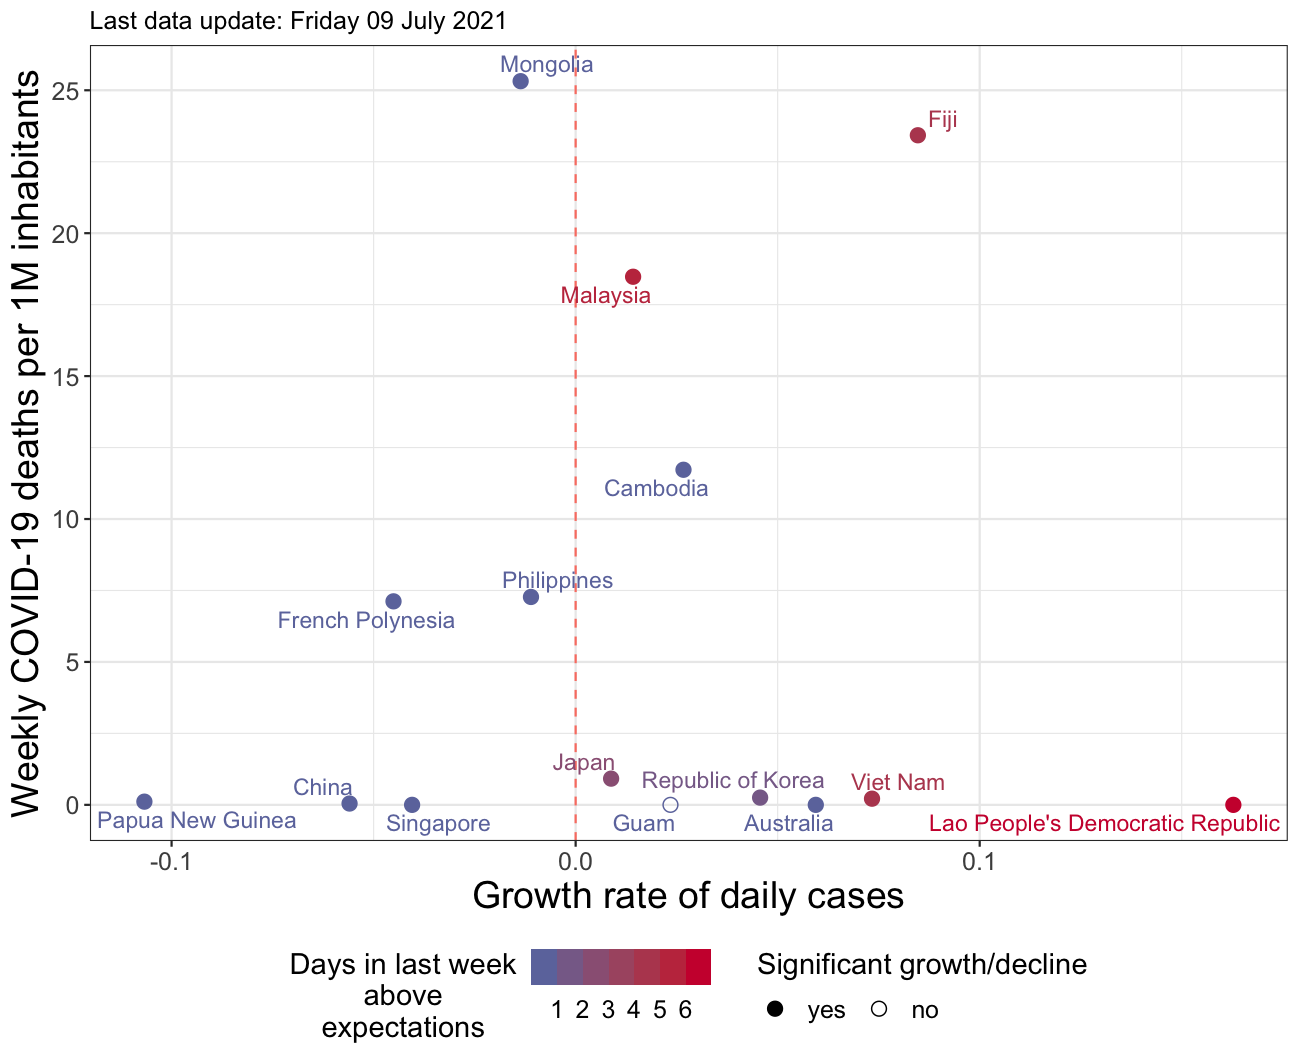 Last data update: Friday 09 July 2021
Weekly COVID-19 deaths per 1M inhabitants
25
20
15
10
5
0
Mongolia
Fiji
Malaysia
Cambodia
Philippines
French Polynesia
Japan
Republic of Korea
Viet Nam
China
Papua New Guinea
Singapore
Guam
Australia
Lao People's Democratic Republic
-0.1
0.0
0.1
Growth rate of daily cases
Days in last week
above
expectations
1 2 3 4 5 6
Significant growth/decline
yes
no